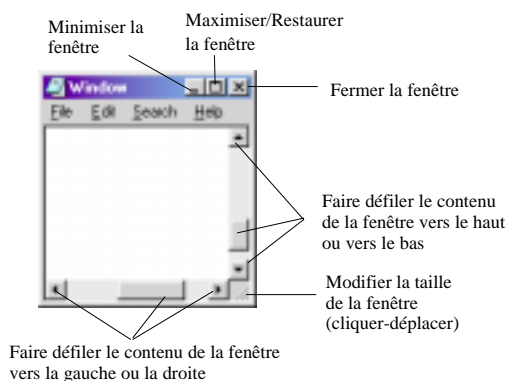 Minimiser la
fenêtre
Maximiser/Restaurer
la fenêtre
Window
Fermer la fenêtre
File Edit Search Help
Faire défiler le contenu
de la fenêtre vers le haut
ou vers le bas
Modifier la taille
de la fenêtre
(cliquer-déplacer)
Faire défiler le contenu de la fenêtre
vers la gauche ou la droite